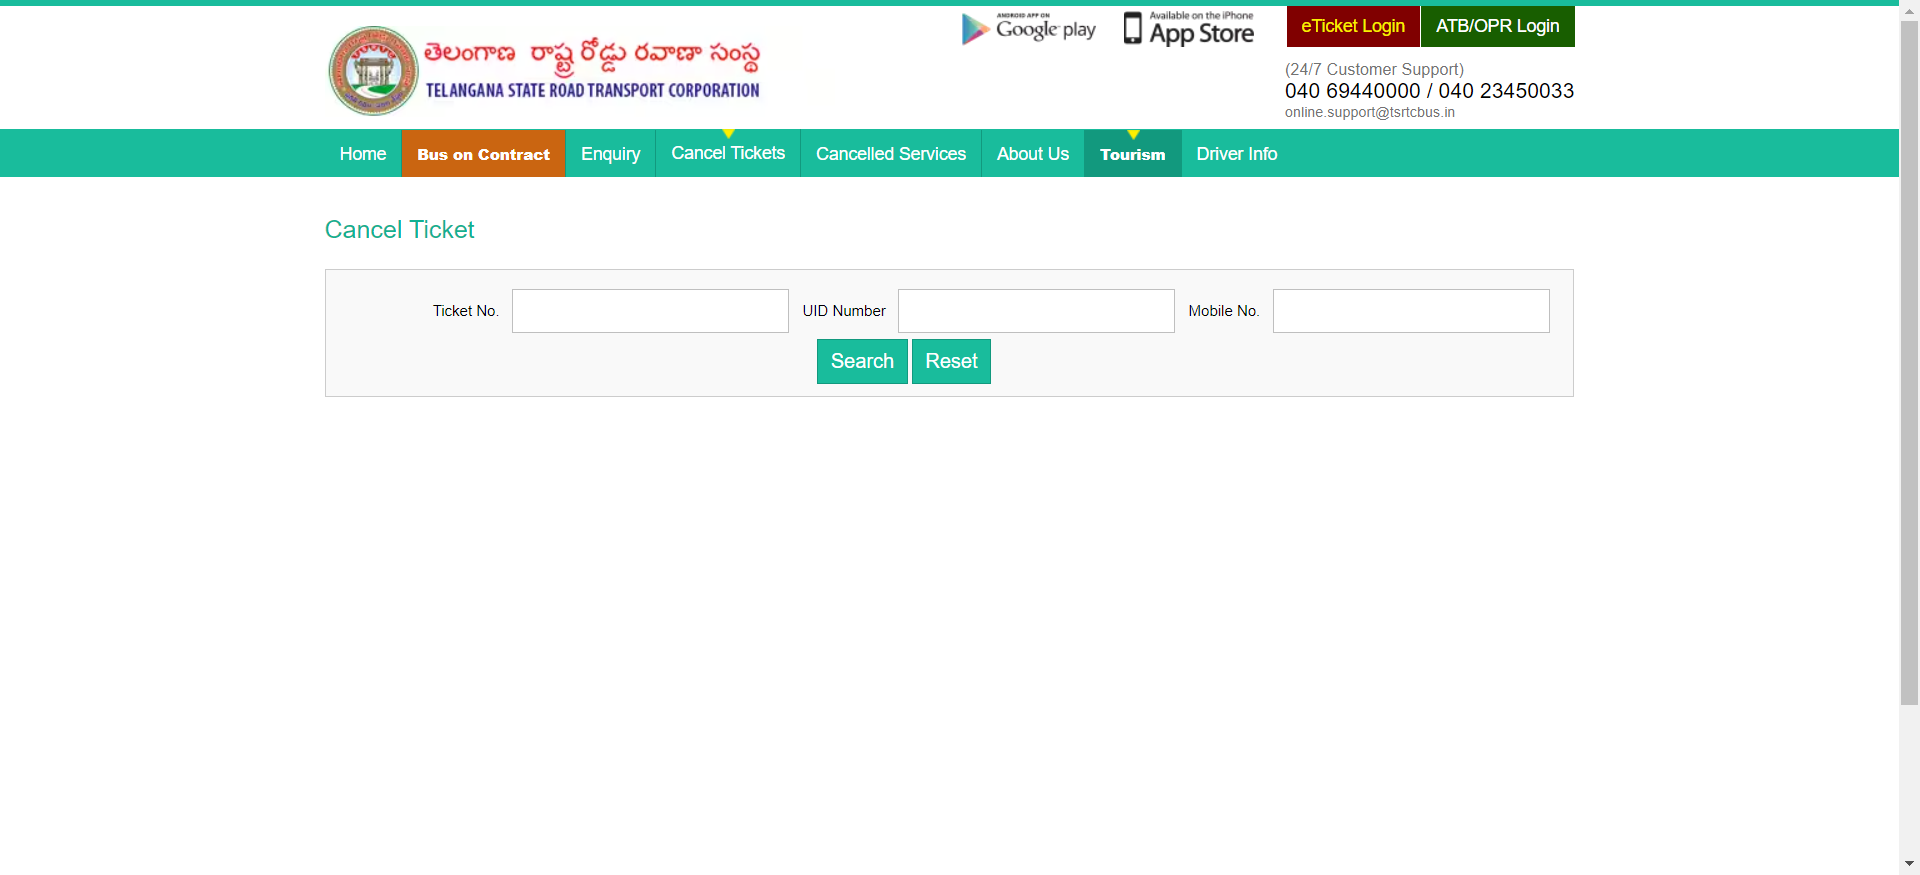 ANDROID APP ON
Google play
Available on the iPhone
App Store
eTicket Login
ATB/OPR Login
తెలంగాణ రాష్ట్ర రోడ్డు రవాణా సంస్థ
TELANGANA STATE ROAD TRANSPORT CORPORATION
(24/7 Customer Support)
040 69440000 / 040 23450033
online.support@tsrtcbus.in
Home
Bus on Contract
Enquiry
Cancel Tickets
Cancelled Services
About Us
Tourism
Driver Info
Cancel Ticket
Ticket No.
UID Number
Mobile No.
Search
Reset